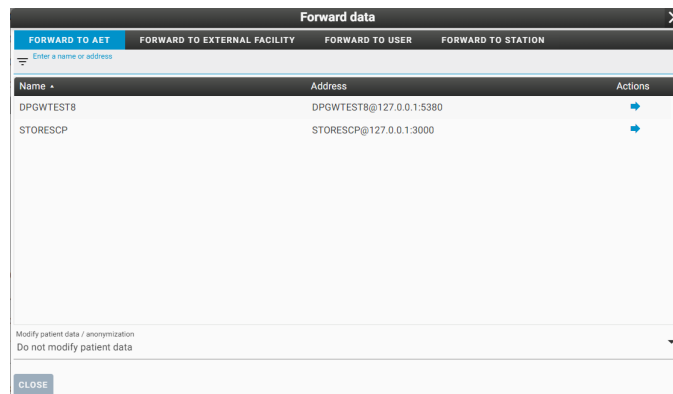 Forward data
FORWARD TO AET FORWARD TO EXTERNAL FACILITY FORWARD TO USER FORWARD TO STATION
Enter a name or address
Name Address Actions
DPGWTEST8 DPGWTEST8@127.0.0.1:5380
STORESCP STORESCP@127.0.0.1:3000
Modify patient data / anonymization
Do not modify patient data
CLOSE